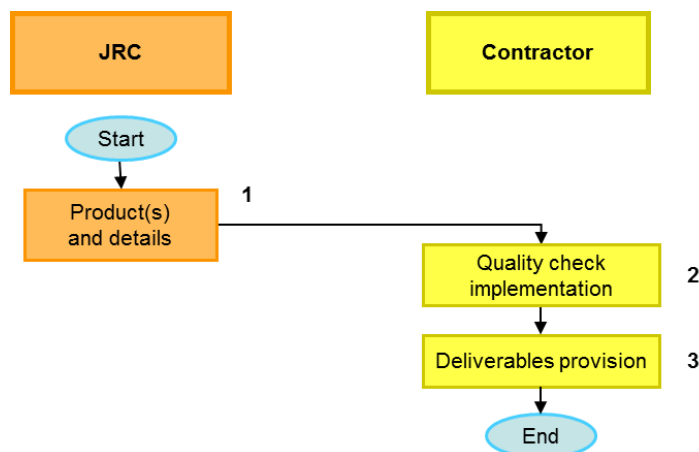 JRC
Contractor
Start
1
Product(s)
and details
Quality check
implementation
2
Deliverables provision
3
End